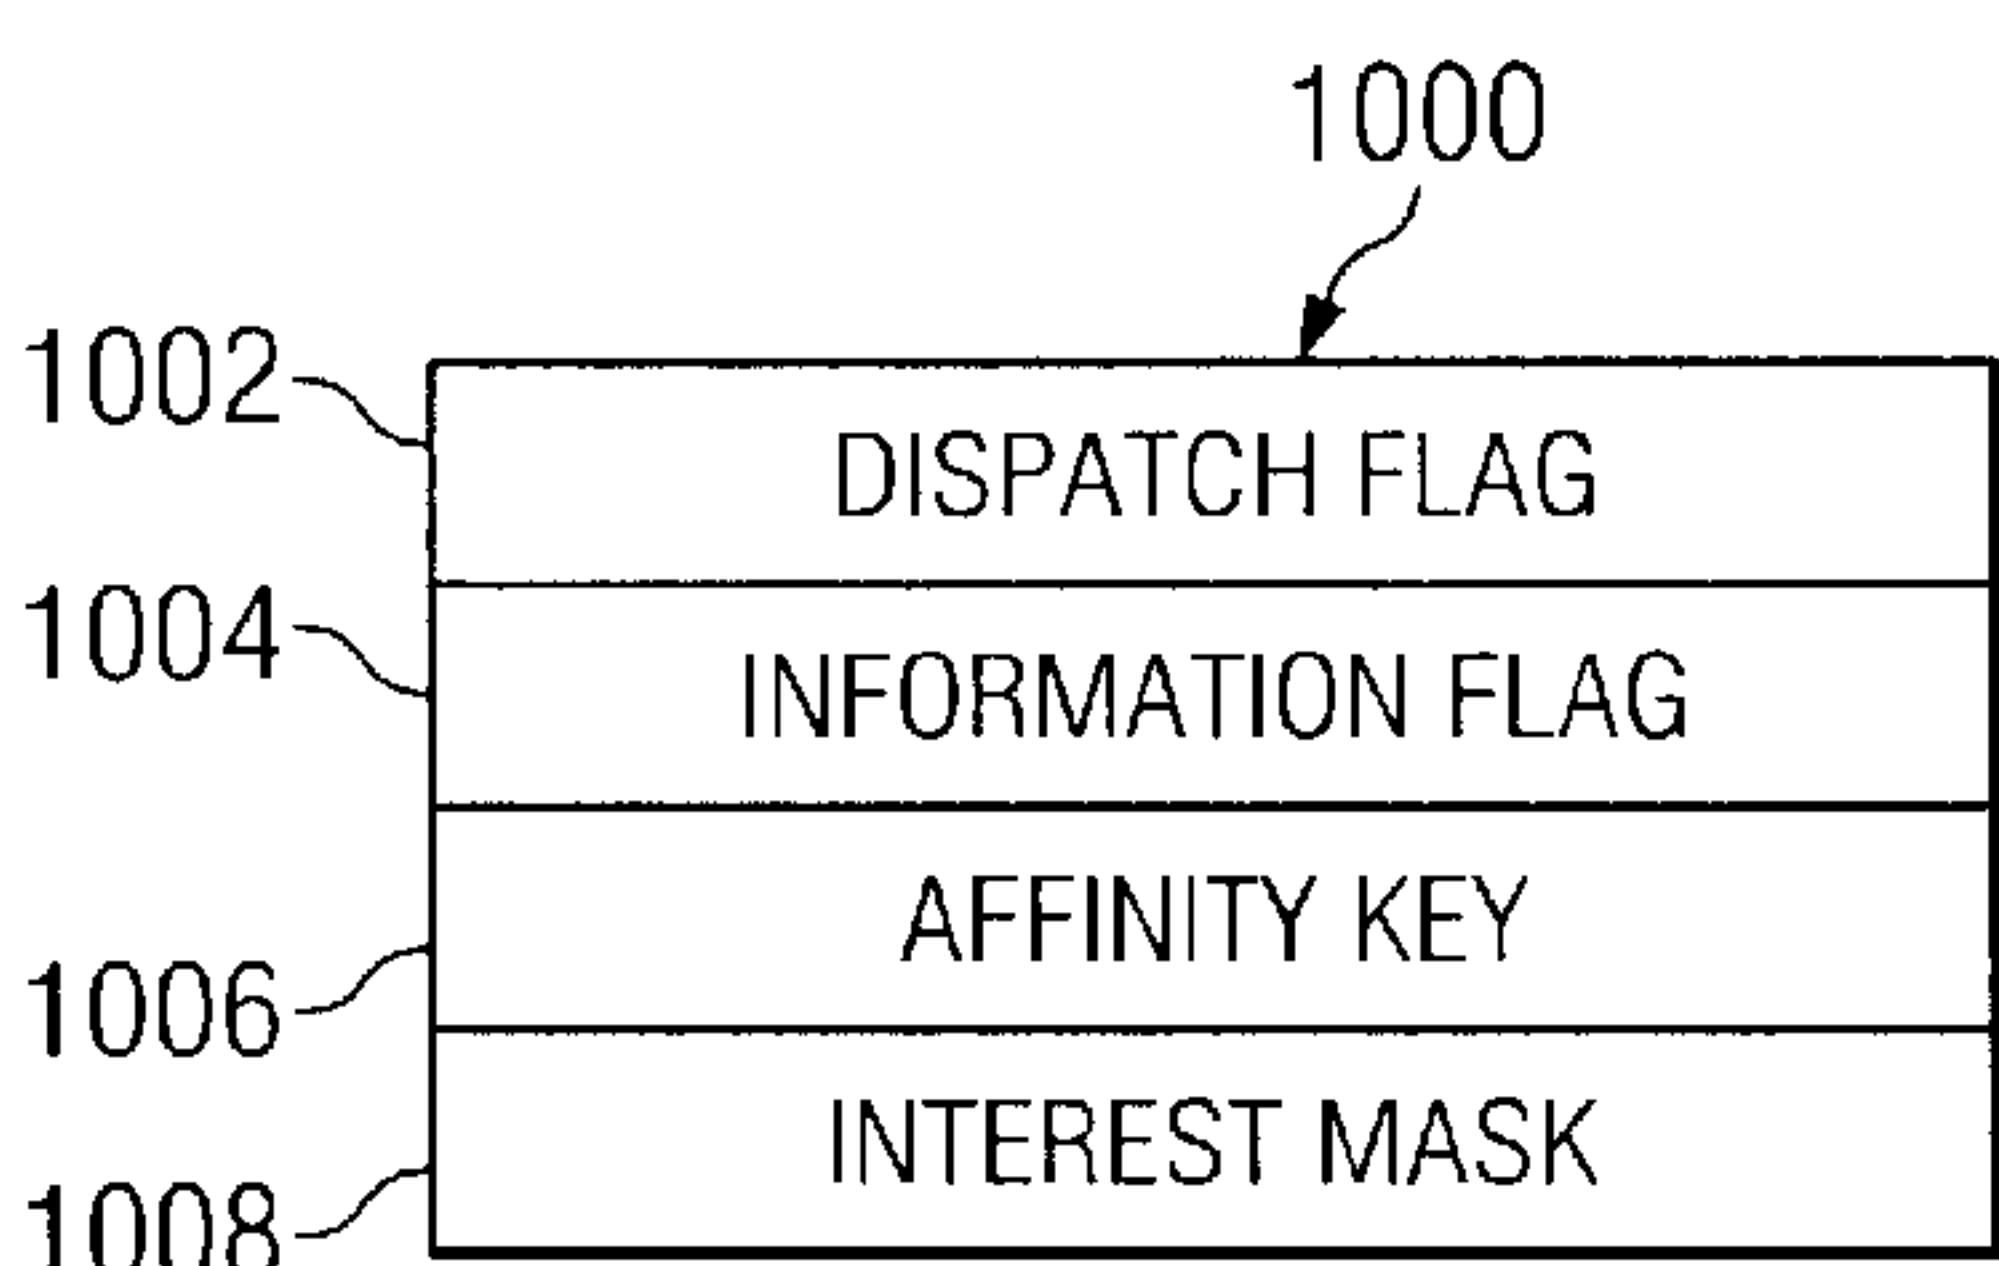 1000
1002
DISPATCH FLAG
1004
INFORMATION FLAG
AFFINITY KEY
1006
INTEREST MASK
1008